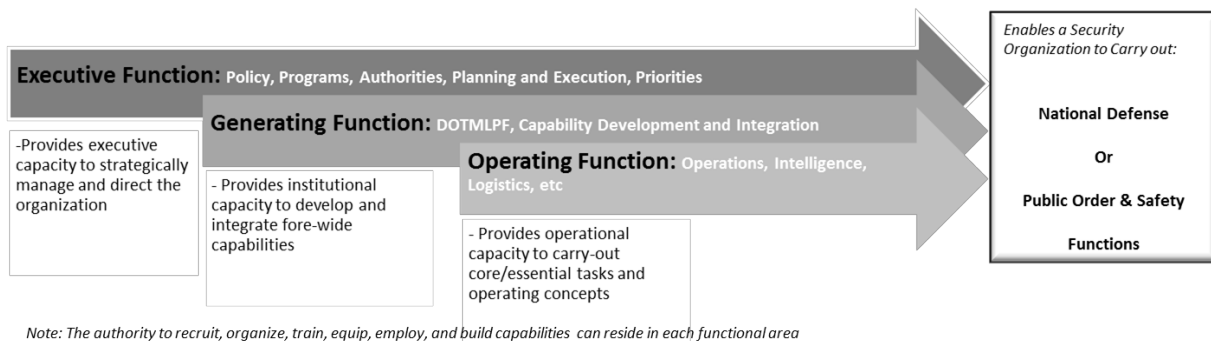 Enables a Security
Organization to Carry out:
National Defense
Or
Public Order & Safety
Functions
Executive Function: Policy, Programs, Authorities, Planning and Execution, Priorities
-Provides executive
capacity to strategically
manage and direct the
organization
Generating Function: DOTMLPF, Capability Development and Integration
- Provides institutional
capacity to develop and
integrate fore-wide
capabilities
Operating Function: Operations, Intelligence,
Logistics, etc
- Provides operational
capacity to carry-out
core/essential tasks and
operating concepts
Note: The authority to recruit, organize, train, equip, employ, and build capabilities can reside in each functional area